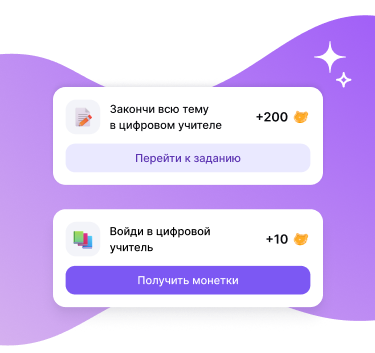 Закончи всю тему
в цифровом учителе
+200
Перейти к заданию
Войди в цифровой
учитель
+10
Получить монетки